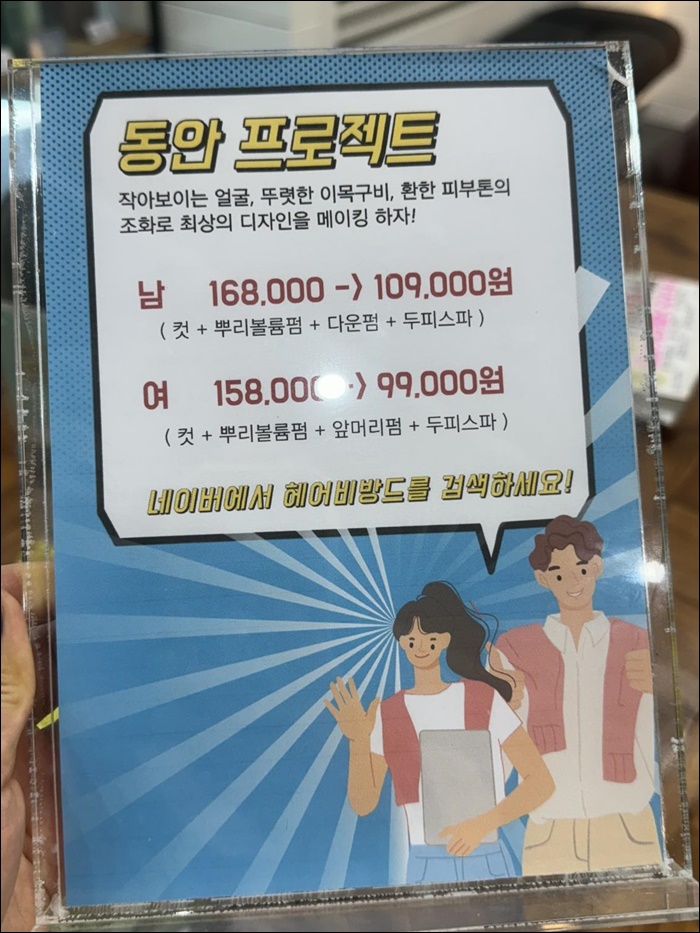 동안 프로젝트
작아보이는 얼굴, 뚜렷한 이목구비, 환한 피부톤의
조화로 최상의 디자인을 메이킹 하자!
남 168,000 -> 109,000원
( 컷 + 뿌리볼륨펌 + 다운펌 + 두피스파 )
여 158,000 -> 99,000원
( 컷 + 뿌리볼륨펌 + 앞머리펌 + 두피스파 )
네이버에서 헤어비방드를 검색하세요!